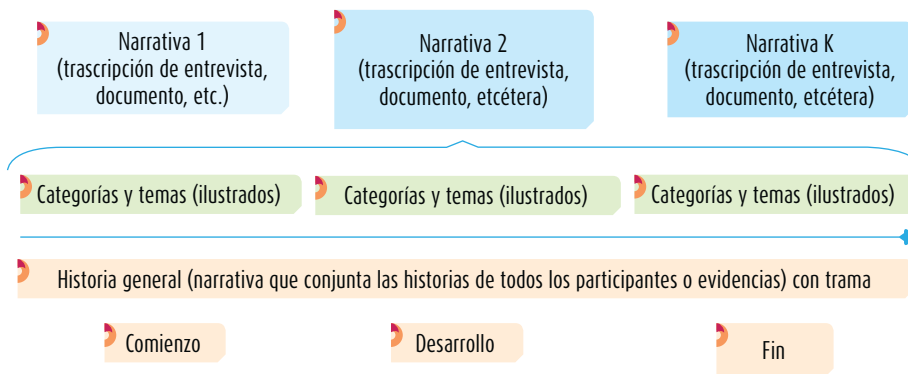 Narrativa 1
(trascripción de entrevista,
documento, etc.)
Narrativa 2
(trascripción de entrevista,
documento, etcétera)
Narrativa K
(trascripción de entrevista,
documento, etcétera)
Categorías y temas (ilustrados)
Categorías y temas (ilustrados)
Categorías y temas (ilustrados)
Historia general (narrativa que conjunta las historias de todos los participantes o evidencias) con trama
Comienzo
Desarrollo
Fin